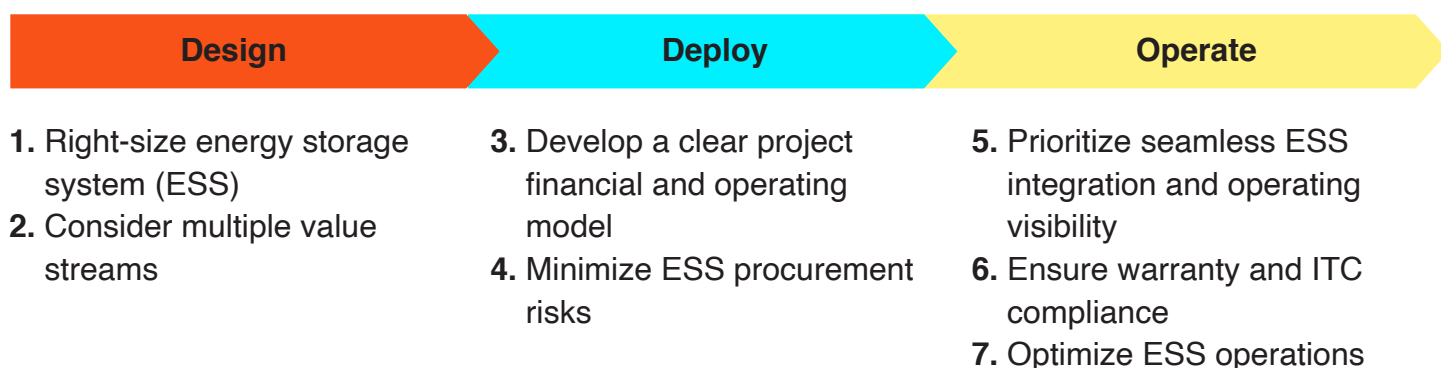 Design
Deploy
Operate
1. Right-size energy storage
system (ESS)
2. Consider multiple value
streams
3. Develop a clear project
financial and operating
model
4. Minimize ESS procurement
risks
5. Prioritize seamless ESS
integration and operating
visibility
6. Ensure warranty and ITC
compliance
7. Optimize ESS operations